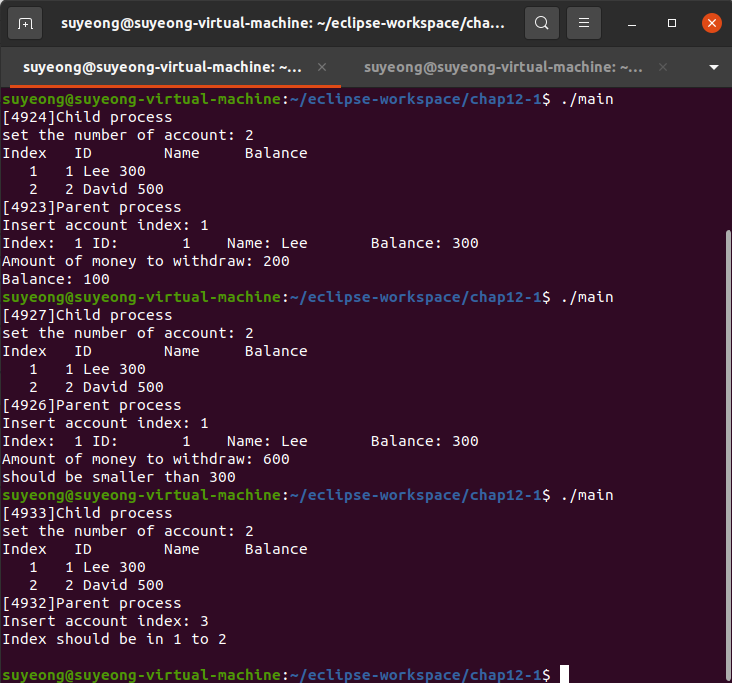 suyeong@suyeong-virtual-machine: ~/eclipse-workspace/chap...
suyeong@suyeong-virtual-machine: ~... × suyeong@suyeong-virtual-machine: ~... ×
suyeong@suyeong-virtual-machine:~/eclipse-workspace/chap12-1$ ./main
[4924]Child process
set the number of account: 2
Index   ID        Name     Balance
   1   1 Lee 300
   2   2 David 500
[4923]Parent process
Insert account index: 1
Index:  1 ID:       1    Name: Lee       Balance: 300
Amount of money to withdraw: 200
Balance: 100
suyeong@suyeong-virtual-machine:~/eclipse-workspace/chap12-1$ ./main
[4927]Child process
set the number of account: 2
Index   ID        Name     Balance
   1   1 Lee 300
   2   2 David 500
[4926]Parent process
Insert account index: 1
Index:  1 ID:       1    Name: Lee       Balance: 300
Amount of money to withdraw: 600
should be smaller than 300
suyeong@suyeong-virtual-machine:~/eclipse-workspace/chap12-1$ ./main
[4933]Child process
set the number of account: 2
Index   ID        Name     Balance
   1   1 Lee 300
   2   2 David 500
[4932]Parent process
Insert account index: 3
Index should be in 1 to 2
suyeong@suyeong-virtual-machine:~/eclipse-workspace/chap12-1$